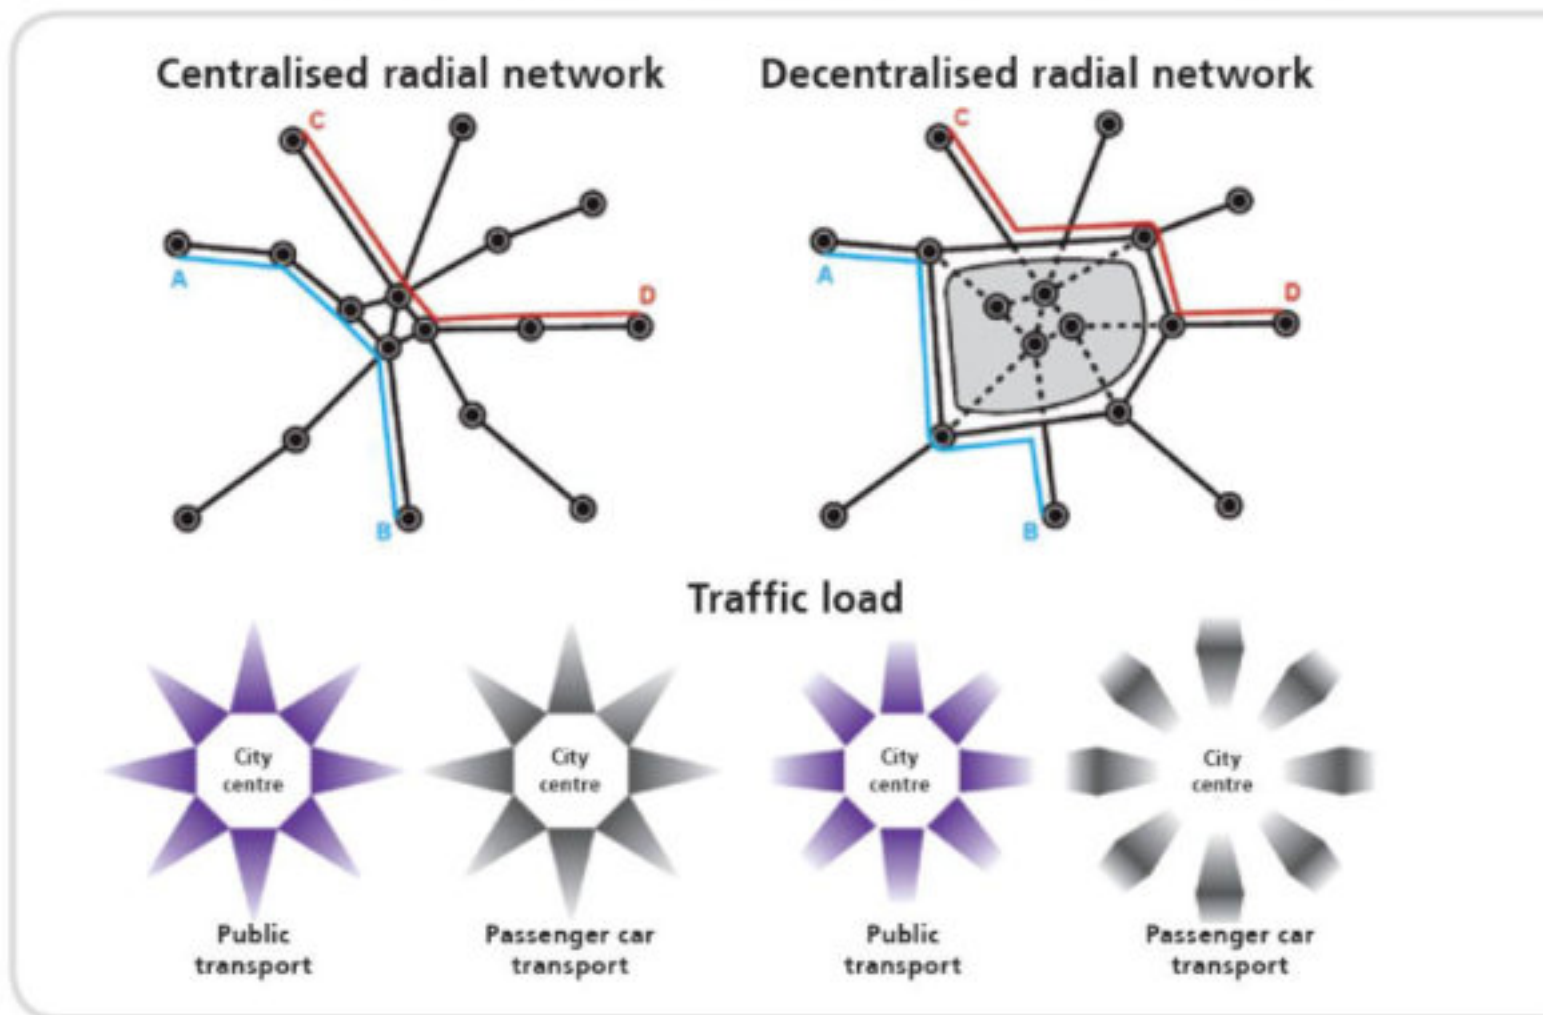 Centralised radial network
Decentralised radial network
C
A
D
B
C
A
D
B
Traffic load
City
centre
City
centre
City
centre
City
centre
Public
transport
Passenger car
transport
Public
transport
Passenger car
transport